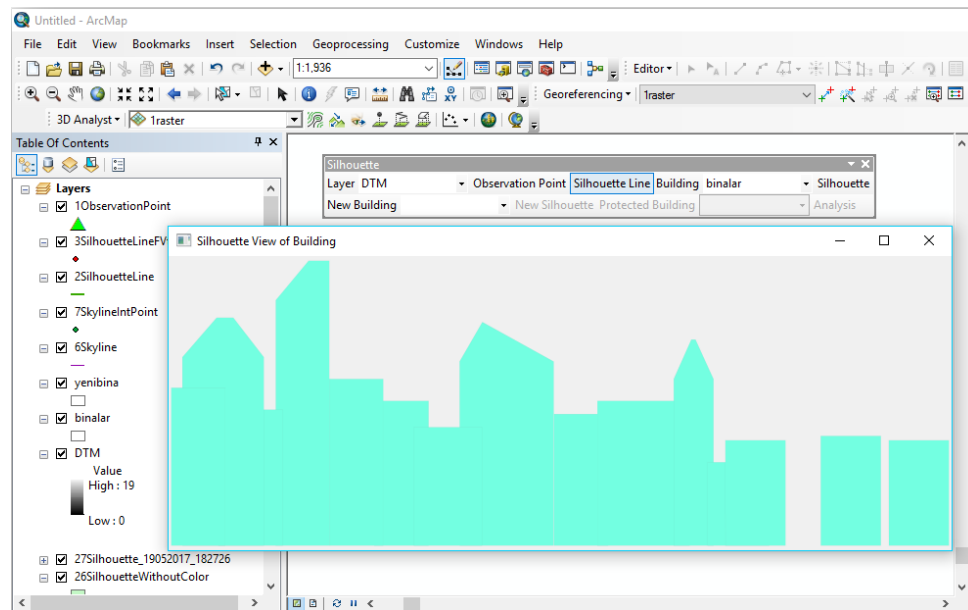 Untitled - ArcMap
File Edit View Bookmarks Insert Selection Geoprocessing Customize Windows Help
1:1,936 Editor
Georeferencing 1raster
3D Analyst 1raster
Table Of Contents
Silhouette
Layer DTM Observation Point Silhouette Line Building binalar Silhouette
New Building New Silhouette Protected Building Analysis
Layers
1ObservationPoint
Silhouette View of Building
3SilhouetteLineFV
2SilhouetteLine
7SkylineIntPoint
6Skyline
yenibina
binalar
DTM
Value
High : 19
Low : 0
27Silhouette_19052017_182726
26SilhouetteWithoutColor